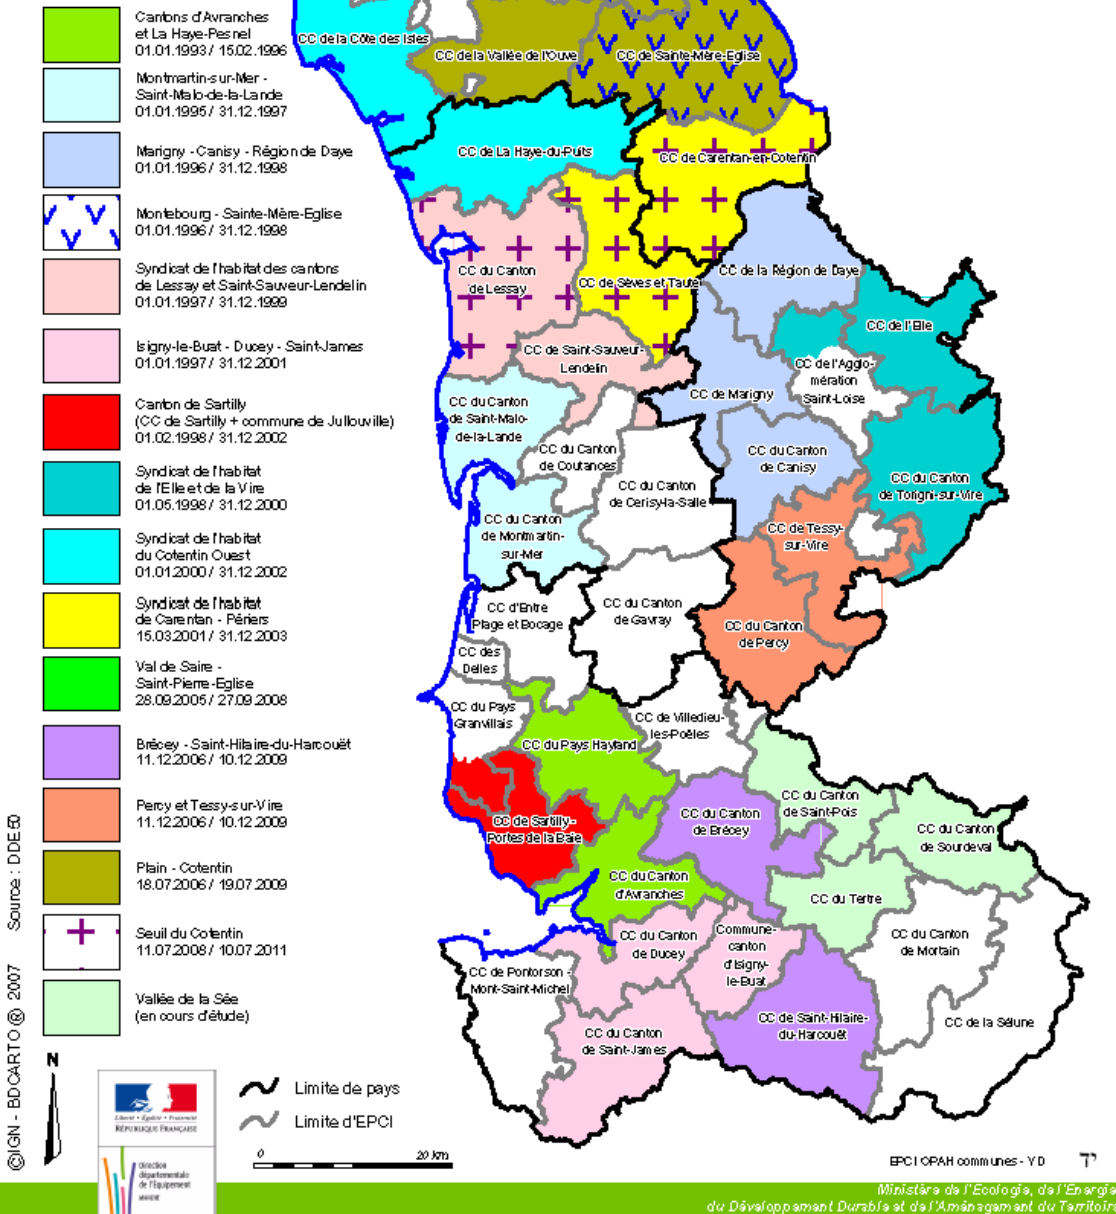 Cantons d'Avranches
et La Haye-Pesnel
01.01.1993 / 15.02.1996
Montmartin-sur-Mer -
Saint-Malo-de-la-Lande
01.01.1995 / 31.12.1997
Marigny - Canisy - Région de Daye
01.01.1996 / 31.12.1998
Montebourg - Sainte-Mère-Eglise
01.01.1996 / 31.12.1998
Syndicat de l'habitat des cantons
de Lessay et Saint-Sauveur-Lendelin
01.01.1997 / 31.12.1999
Isigny-le-Buat - Ducey - Saint-James
01.01.1997 / 31.12.2001
Canton de Sartilly
(CC de Sartilly + commune de Jullouville)
01.02.1998 / 31.12.2002
Syndicat de l'habitat
de l'Elle et de la Vire
01.05.1998 / 31.12.2000
Syndicat de l'habitat
du Cotentin Ouest
01.01.2000 / 31.12.2002
Syndicat de l'habitat
de Carentan - Périers
15.03.2001 / 31.12.2003
Val de Saire -
Saint-Pierre-Eglise
28.09.2005 / 27.09.2008
Brécey - Saint-Hilaire-du-Harcouët
11.12.2006 / 10.12.2009
Percy et Tessy-sur-Vire
11.12.2006 / 10.12.2009
Plain - Cotentin
18.07.2006 / 19.07.2009
Seuil du Cotentin
11.07.2008 / 10.07.2011
Vallée de la Sée
(en cours d'étude)
©IGN - BDCARTO @ 2007 Source : DDE 50
N
Liberté • Égalité • Fraternité
RÉPUBLIQUE FRANÇAISE
Direction
départementale
de l'Équipement
MANCHE
Limite de pays
Limite d'EPCI
0 20 km
CC de la Côte des Isles
CC de la Vallée de l'Ouve
CC de Sainte-Mère-Eglise
CC de La Haye-du-Puits
CC de Carentan-en-Cotentin
CC du Canton
de Lessay
CC de Sèves et Taute
CC de la Région de Daye
CC de l'Elle
CC de Saint-Sauveur-
Lendelin
CC de l'Agglo-
mération
Saint-Loise
CC de Marigny
CC du Canton
de Saint-Malo-
de-la-Lande
CC du Canton
de Coutances
CC du Canton
de Canisy
CC du Canton
de Cerisy-la-Salle
CC du Canton
de Torigni-sur-Vire
CC du Canton
de Montmartin-
sur-Mer
CC de Tessy-
sur-Vire
CC d'Entre
Plage et Bocage
CC du Canton
de Gavray
CC du Canton
de Percy
CC des
Delles
CC du Pays
Granvillais
CC de Villedieu-
les-Poêles
CC du Pays Hayland
CC du Canton
de Saint-Pois
CC de Sartilly-
Portes de la Baie
CC du Canton
de Brécey
CC du Canton
de Sourdeval
CC du Canton
d'Avranches
CC du Tertre
CC du Ducey
de Ducey
Commune-
canton
d'Isigny-
le-Buat
CC du Canton
de Mortain
CC de Pontorson -
Mont-Saint-Michel
CC de Saint-Hilaire-
du-Harcouët
CC de la Sélune
CC du Canton
de Saint-James
EPCI OPAH communes - YD
Ministère de l'Ecologie, de l'Energie
du Développement Durable et de l'Aménagement du Territoire